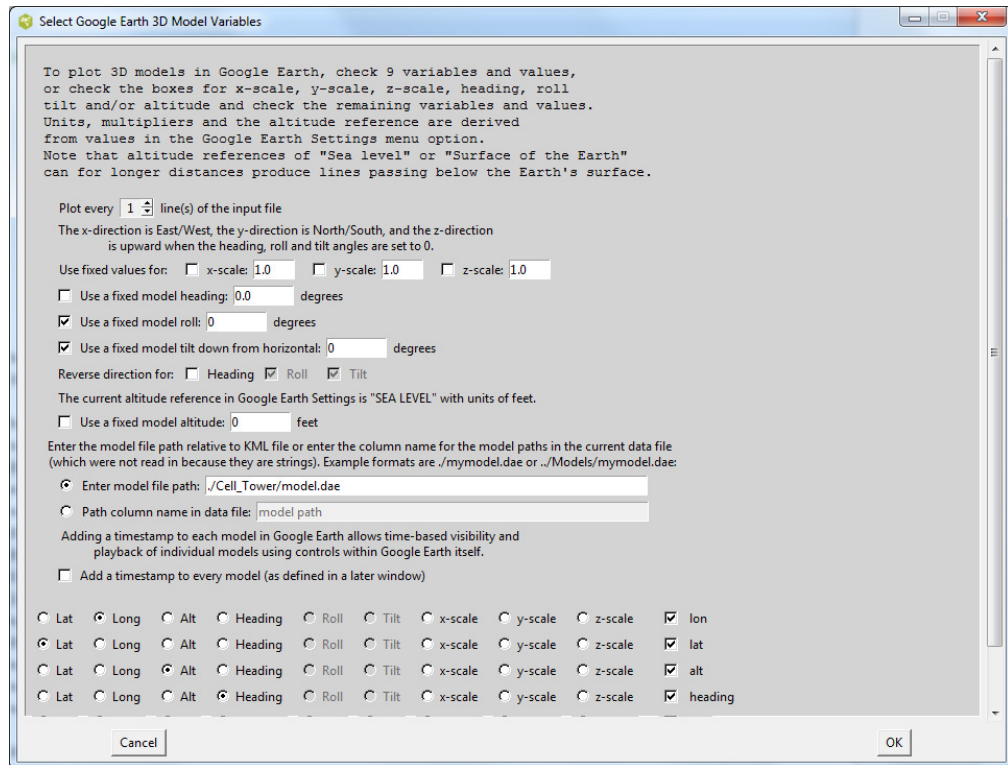 Select Google Earth 3D Model Variables
To plot 3D models in Google Earth, check 9 variables and values,
or check the boxes for x-scale, y-scale, z-scale, heading, roll
tilt and/or altitude and check the remaining variables and values.
Units, multipliers and the altitude reference are derived
from values in the Google Earth Settings menu option.
Note that altitude references of "Sea level" or "Surface of the Earth"
can for longer distances produce lines passing below the Earth's surface.
Plot every 1 line(s) of the input file
The x-direction is East/West, the y-direction is North/South, and the z-direction
is upward when the heading, roll and tilt angles are set to 0.
Use fixed values for: x-scale: 1.0 y-scale: 1.0 z-scale: 1.0
Use a fixed model heading: 0.0 degrees
Use a fixed model roll: 0 degrees
Use a fixed model tilt down from horizontal: 0 degrees
Reverse direction for: Heading Roll Tilt
The current altitude reference in Google Earth Settings is "SEA LEVEL" with units of feet.
Use a fixed model altitude: 0 feet
Enter the model file path relative to KML file or enter the column name for the model paths in the current data file
(which were not read in because they are strings). Example formats are ./mymodel.dae or ../Models/mymodel.dae:
Enter model file path: ./Cell_Tower/model.dae
Path column name in data file: model path
Adding a timestamp to each model in Google Earth allows time-based visibility and
playback of individual models using controls within Google Earth itself.
Add a timestamp to every model (as defined in a later window)
Lat Long Alt Heading Roll Tilt x-scale y-scale z-scale lon
Lat Long Alt Heading Roll Tilt x-scale y-scale z-scale lat
Lat Long Alt Heading Roll Tilt x-scale y-scale z-scale alt
Lat Long Alt Heading Roll Tilt x-scale y-scale z-scale heading
Cancel OK